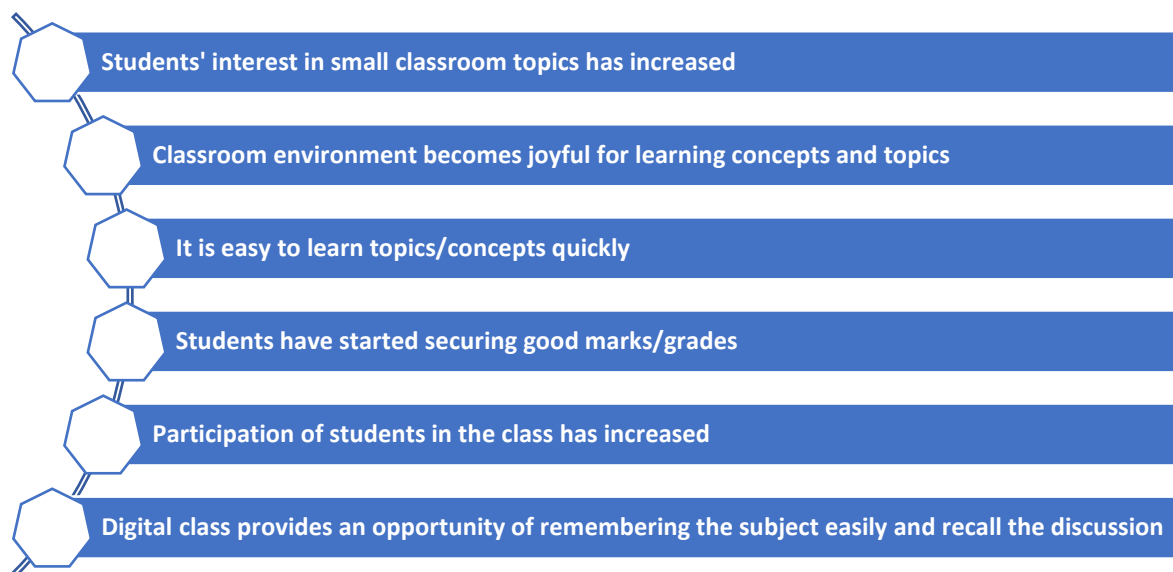 Students' interest in small classroom topics has increased
Classroom environment becomes joyful for learning concepts and topics
It is easy to learn topics/concepts quickly
Students have started securing good marks/grades
Participation of students in the class has increased
Digital class provides an opportunity of remembering the subject easily and recall the discussion